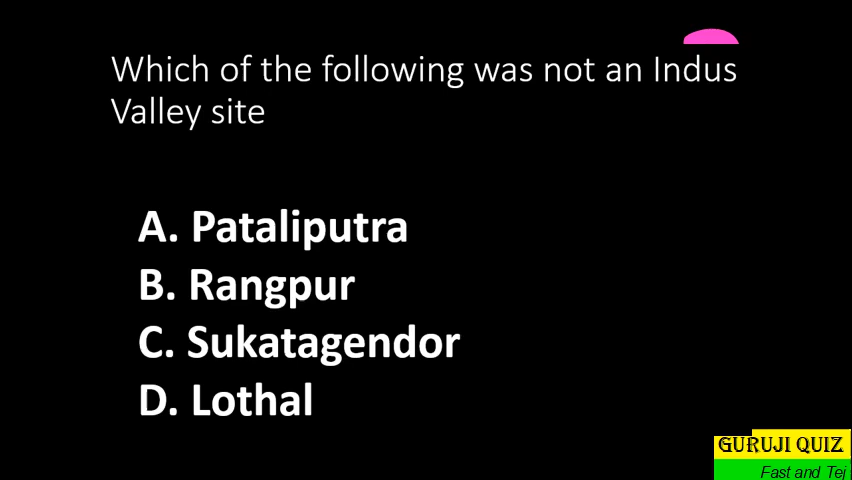 Which of the following was not an Indus
Valley site
A. Pataliputra
B. Rangpur
C. Sukatagendor
D. Lothal
GURUJI QUIZ
Fast and Tej